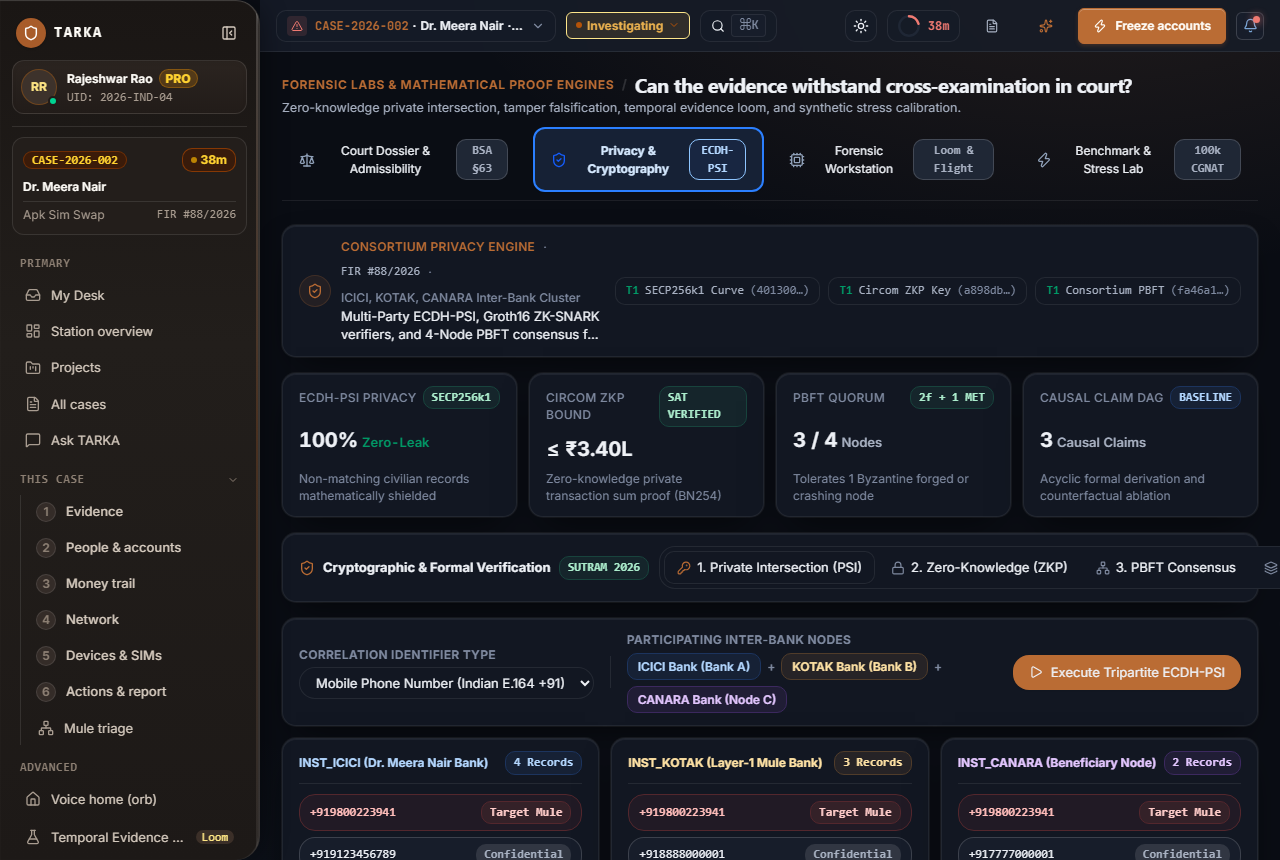 TARKA
RR
Rajeshwar Rao PRO
UID: 2026-IND-04
CASE-2026-002 38m
Dr. Meera Nair
Apk Sim Swap FIR #88/2026
PRIMARY
My Desk
Station overview
Projects
All cases
Ask TARKA
THIS CASE
1 Evidence
2 People & accounts
3 Money trail
4 Network
5 Devices & SIMs
6 Actions & report
Mule triage
ADVANCED
Voice home (orb)
Temporal Evidence ... Loom
CASE-2026-002 · Dr. Meera Nair ·... Investigating ⌘K 38m Freeze accounts
FORENSIC LABS & MATHEMATICAL PROOF ENGINES / Can the evidence withstand cross-examination in court?
Zero-knowledge private intersection, tamper falsification, temporal evidence loom, and synthetic stress calibration.
Court Dossier &
Admissibility
BSA
§63
Privacy &
Cryptography
ECDH-
PSI
Forensic
Workstation
Loom &
Flight
Benchmark &
Stress Lab
100k
CGNAT
CONSORTIUM PRIVACY ENGINE ·
FIR #88/2026 ·
ICICI, KOTAK, CANARA Inter-Bank Cluster
Multi-Party ECDH-PSI, Groth16 ZK-SNARK
verifiers, and 4-Node PBFT consensus f...
T1 SECP256k1 Curve (401300…)
T1 Circom ZKP Key (a898db…)
T1 Consortium PBFT (fa46a1…)
ECDH-PSI PRIVACY SECP256k1
100% Zero-Leak
Non-matching civilian records
mathematically shielded
CIRCOM ZKP
BOUND
SAT
VERIFIED
≤ ₹3.40L
Zero-knowledge private
transaction sum proof (BN254)
PBFT QUORUM 2f + 1 MET
3 / 4 Nodes
Tolerates 1 Byzantine forged or
crashing node
CAUSAL CLAIM DAG BASELINE
3 Causal Claims
Acyclic formal derivation and
counterfactual ablation
Cryptographic & Formal Verification SUTRAM 2026 1. Private Intersection (PSI) 2. Zero-Knowledge (ZKP) 3. PBFT Consensus
CORRELATION IDENTIFIER TYPE
Mobile Phone Number (Indian E.164 +91)
PARTICIPATING INTER-BANK NODES
ICICI Bank (Bank A) + KOTAK Bank (Bank B) +
CANARA Bank (Node C)
Execute Tripartite ECDH-PSI
INST_ICICI (Dr. Meera Nair Bank) 4 Records
+919800223941 Target Mule
+919123456789 Confidential
INST_KOTAK (Layer-1 Mule Bank) 3 Records
+919800223941 Target Mule
+918888000001 Confidential
INST_CANARA (Beneficiary Node) 2 Records
+919800223941 Target Mule
+917777000001 Confidential